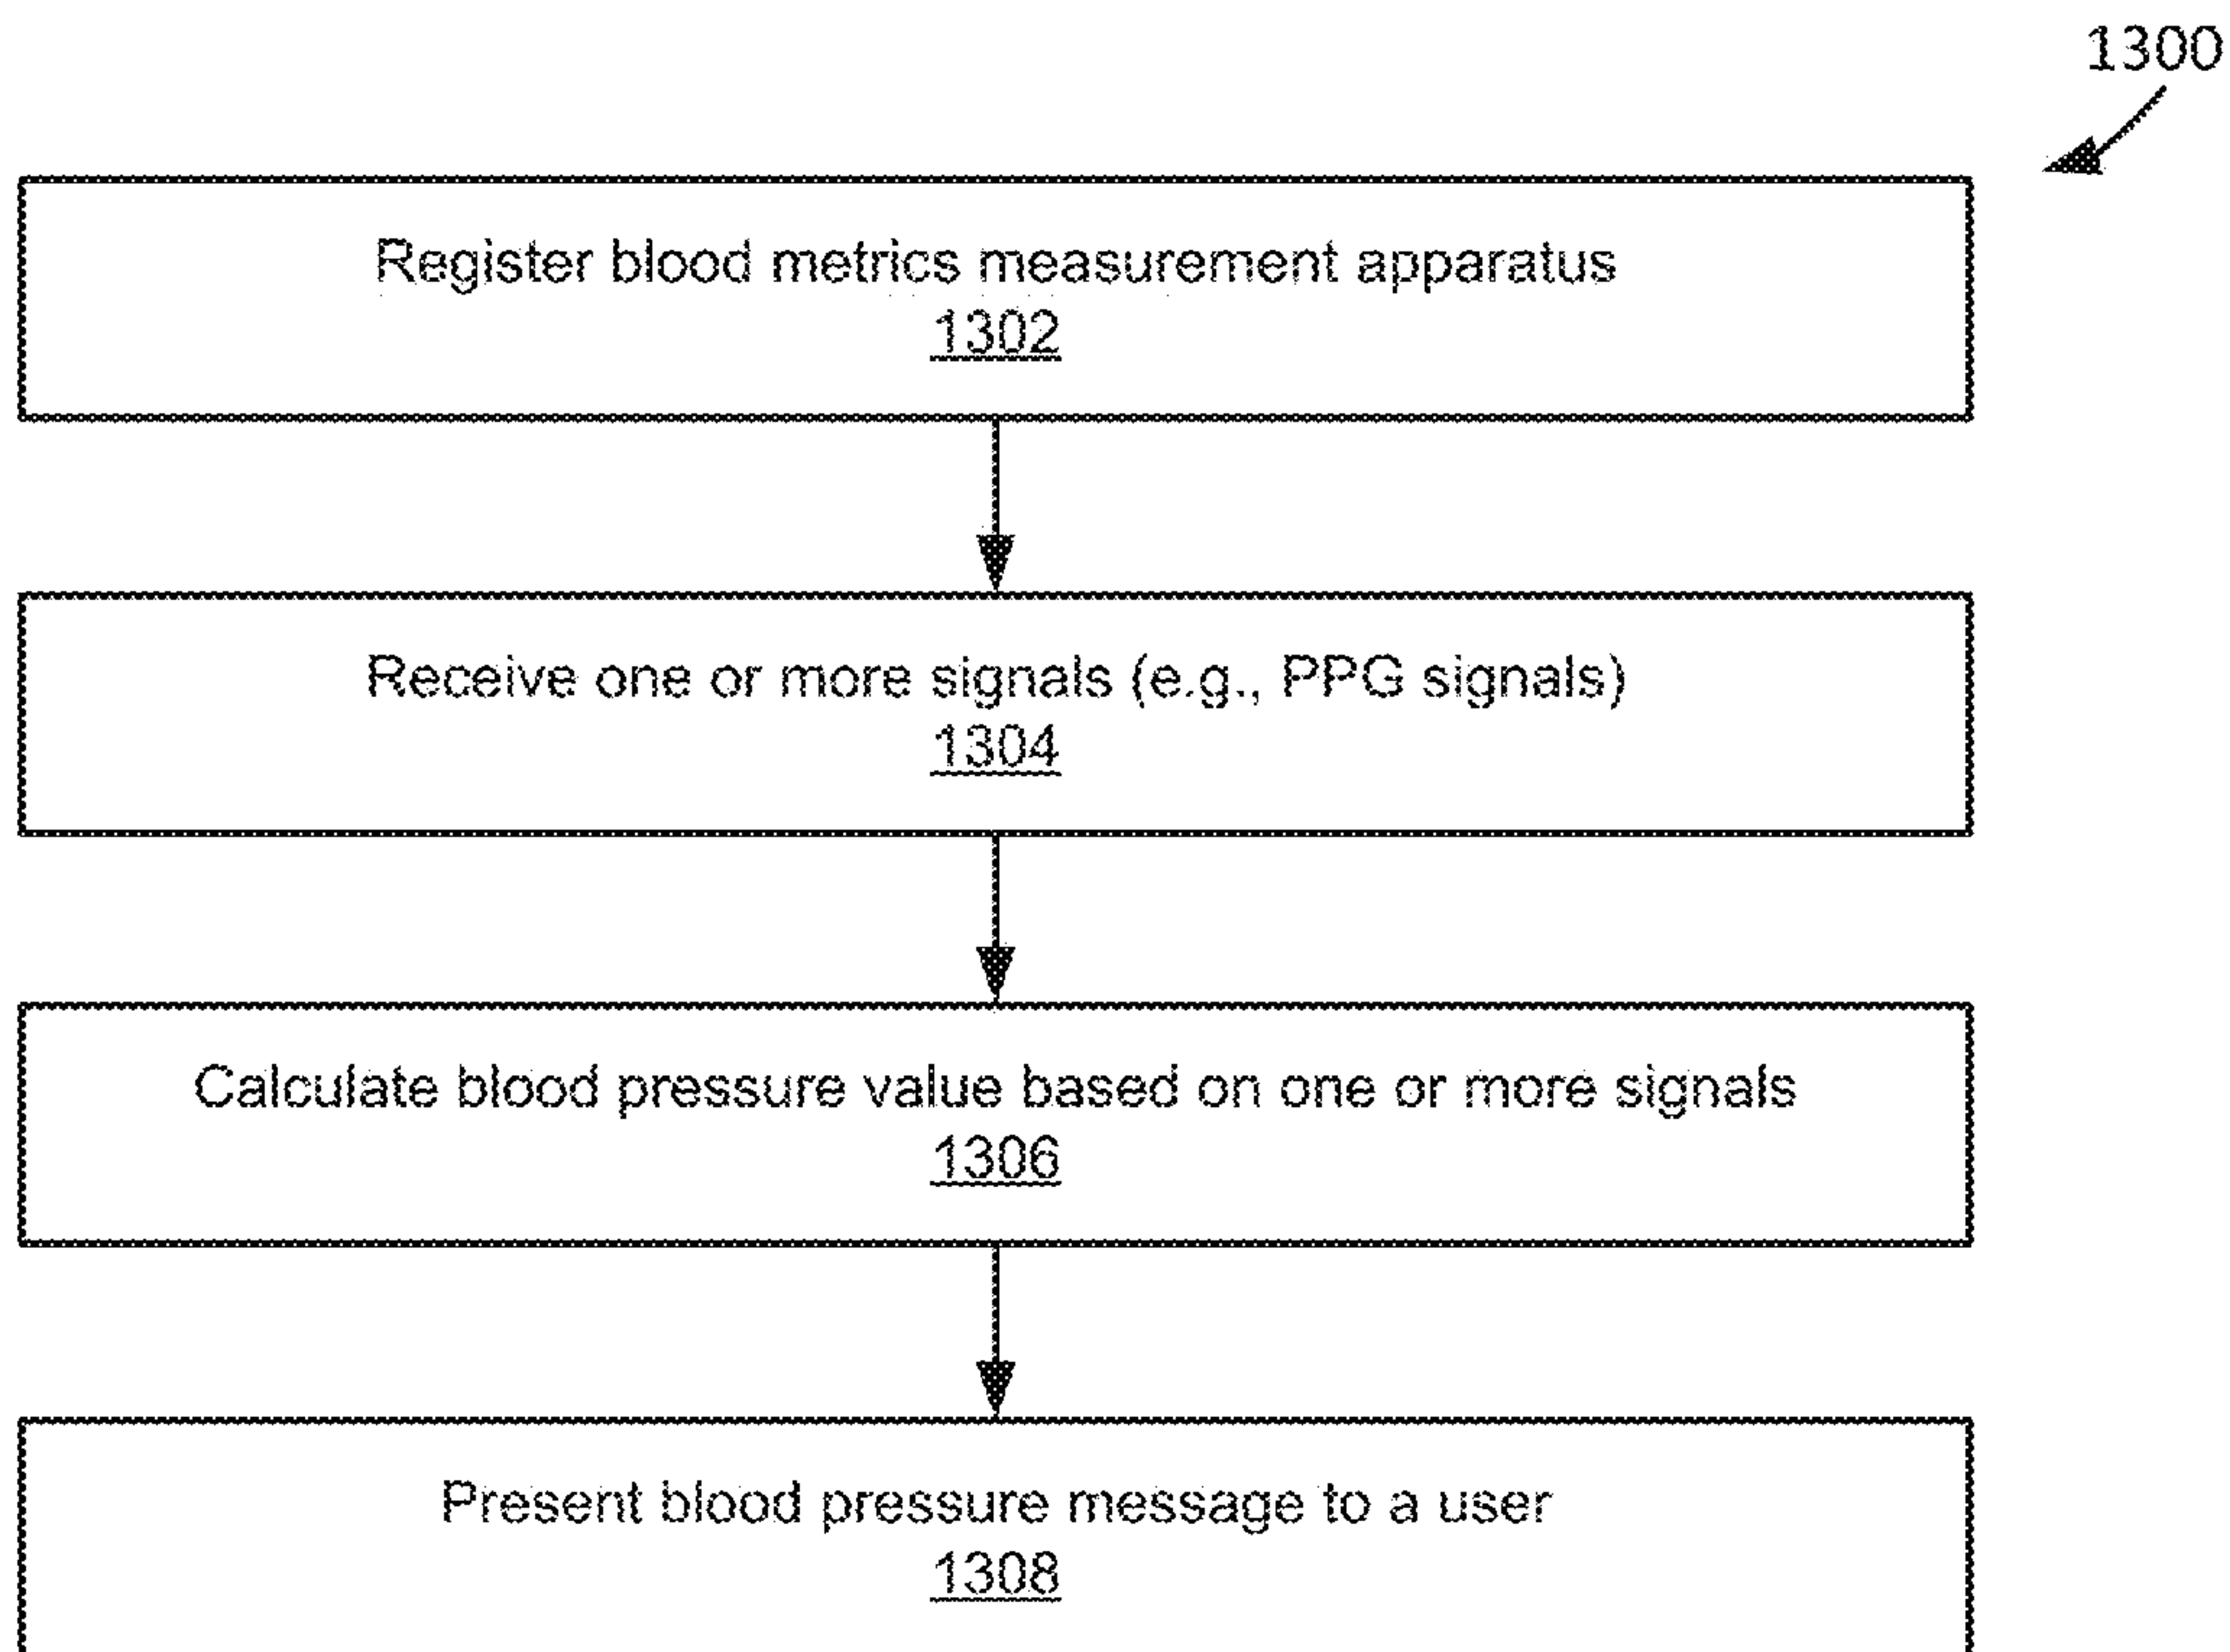 1300
Register blood metrics measurement apparatus
1302
Receive one or more signals (e.g., PPG signals)
1304
Calculate blood pressure value based on one or more signals
1306
Present blood pressure message to a user
1308